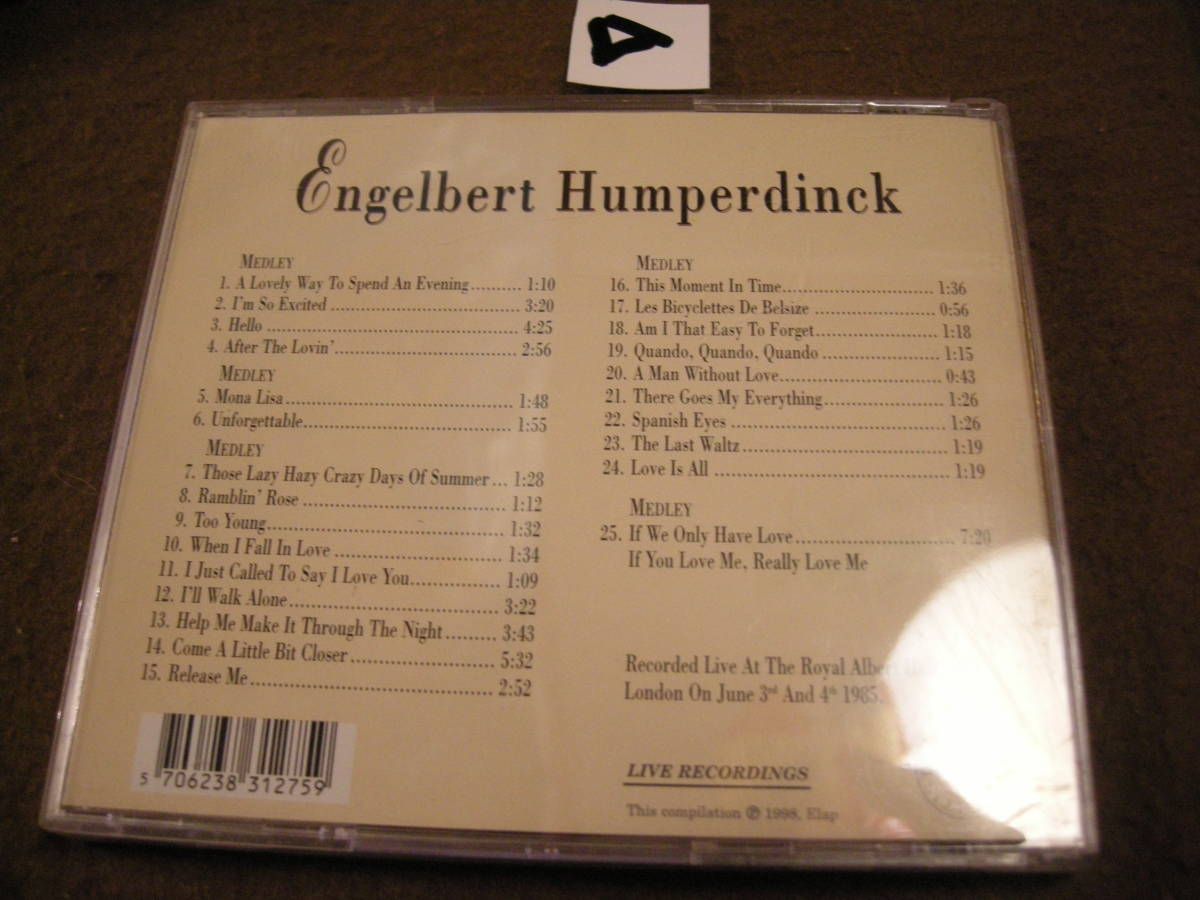 Engelbert Humperdinck
MEDLEY
1. A Lovely Way To Spend An Evening.......... 1:10
2. I'm So Excited ........................................ 3:20
3. Hello .................................................... 4:25
4. After The Lovin'...................................... 2:56
MEDLEY
5. Mona Lisa............................................... 1:48
6. Unforgettable.......................................... 1:55
MEDLEY
7. Those Lazy Hazy Crazy Days Of Summer ... 1:28
8. Ramblin' Rose ........................................ 1:12
9. Too Young............................................... 1:32
10. When I Fall In Love ................................ 1:34
11. I Just Called To Say I Love You................. 1:09
12. I'll Walk Alone........................................ 3:22
13. Help Me Make It Through The Night ......... 3:43
14. Come A Little Bit Closer........................... 5:32
15. Release Me............................................. 2:52
MEDLEY
16. This Moment In Time............................... 1:36
17. Les Bicyclettes De Belsize ........................ 0:56
18. Am I That Easy To Forget......................... 1:18
19. Quando, Quando, Quando ....................... 1:15
20. A Man Without Love................................ 0:43
21. There Goes My Everything........................ 1:26
22. Spanish Eyes .......................................... 1:26
23. The Last Waltz........................................ 1:19
24. Love Is All ............................................. 1:19
MEDLEY
25. If We Only Have Love............................... 7:20
If You Love Me, Really Love Me
Recorded Live At The Royal Albert
London On June 3rd And 4th 1985.
LIVE RECORDINGS
This compilation ℗ 1998, Elap
5 706238 312759